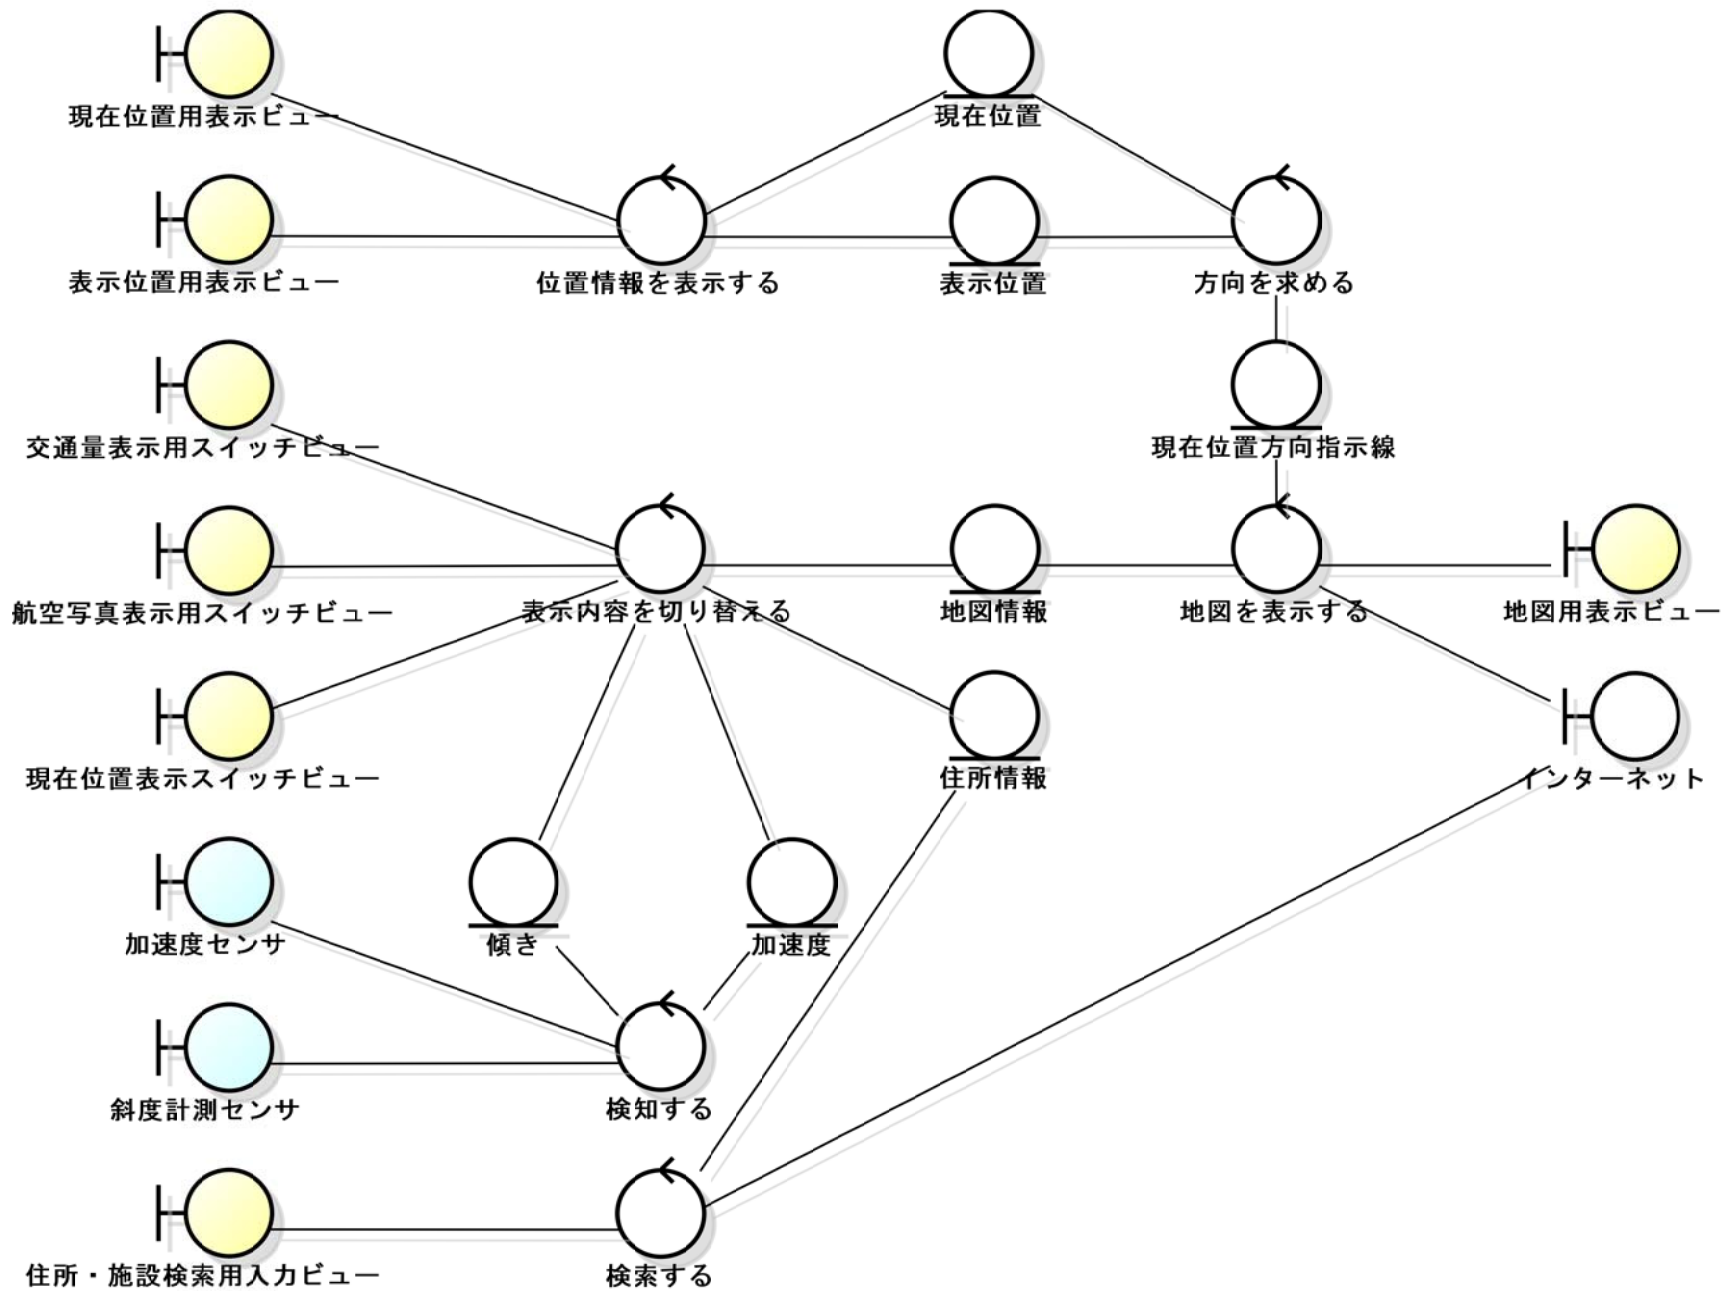 現在位置用表示ビュー
現在位置
表示位置用表示ビュー
位置情報を表示する
表示位置
方向を求める
交通量表示用スイッチビュー
現在位置方向指示線
航空写真表示用スイッチビュー
表示内容を切り替える
地図情報
地図を表示する
地図用表示ビュー
現在位置表示スイッチビュー
住所情報
インターネット
加速度センサ
傾き
加速度
斜度計測センサ
検知する
住所・施設検索用入力ビュー
検索する